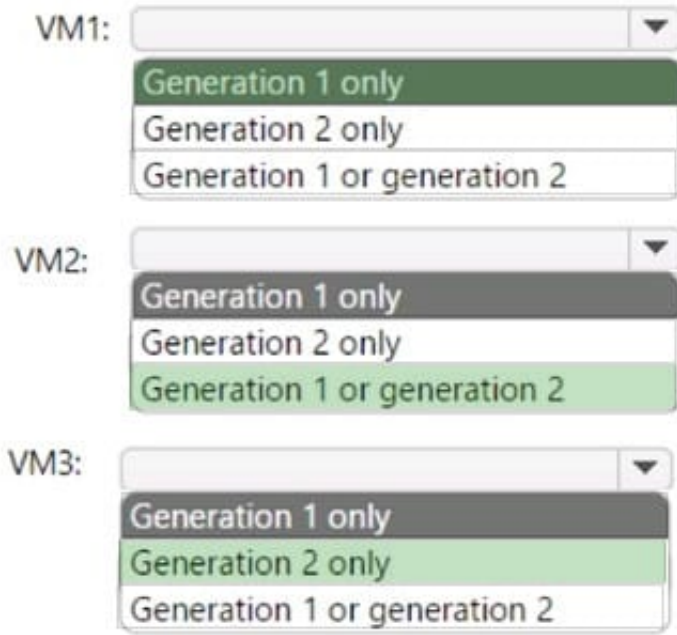 VM1:
Generation 1 only
Generation 2 only
Generation 1 or generation 2
VM2:
Generation 1 only
Generation 2 only
Generation 1 or generation 2
VM3:
Generation 1 only
Generation 2 only
Generation 1 or generation 2